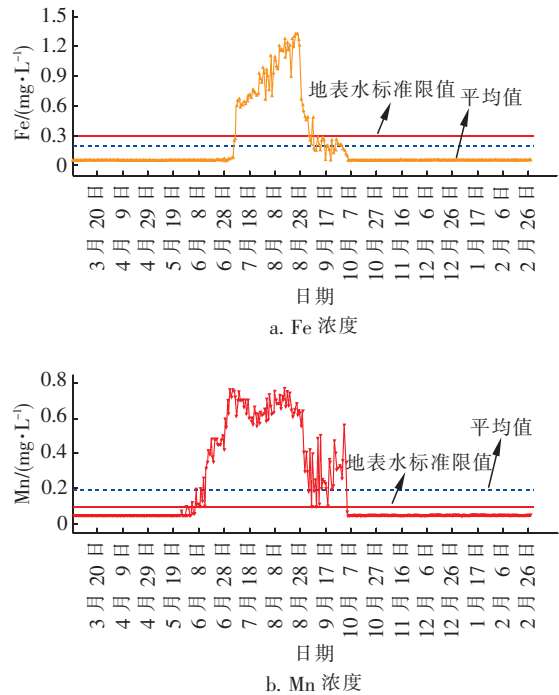 1.5
1.2
0.9
0.6
0.3
0
Fe/(mg·L⁻¹)
地表水标准限值
平均值
3月20日
4月9日
4月29日
5月19日
6月8日
6月28日
7月18日
8月8日
8月28日
9月17日
10月7日
10月27日
11月16日
12月6日
12月26日
1月17日
2月6日
2月26日
日期
a. Fe 浓度
0.8
0.6
0.4
0.2
0
Mn/(mg·L⁻¹)
平均值
地表水标准限值
3月20日
4月9日
4月29日
5月19日
6月8日
6月28日
7月18日
8月8日
8月28日
9月17日
10月7日
10月27日
11月16日
12月6日
12月26日
1月17日
2月6日
2月26日
日期
b. Mn 浓度